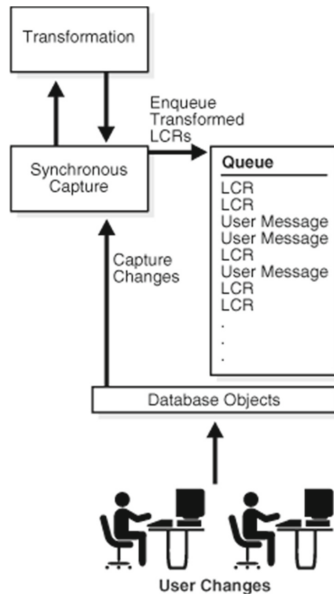 Transformation
Enqueue
Transformed
LCRs
Synchronous
Capture
Queue
LCR
LCR
User Message
User Message
LCR
User Message
LCR
LCR
.
.
.
Capture
Changes
Database Objects
User Changes